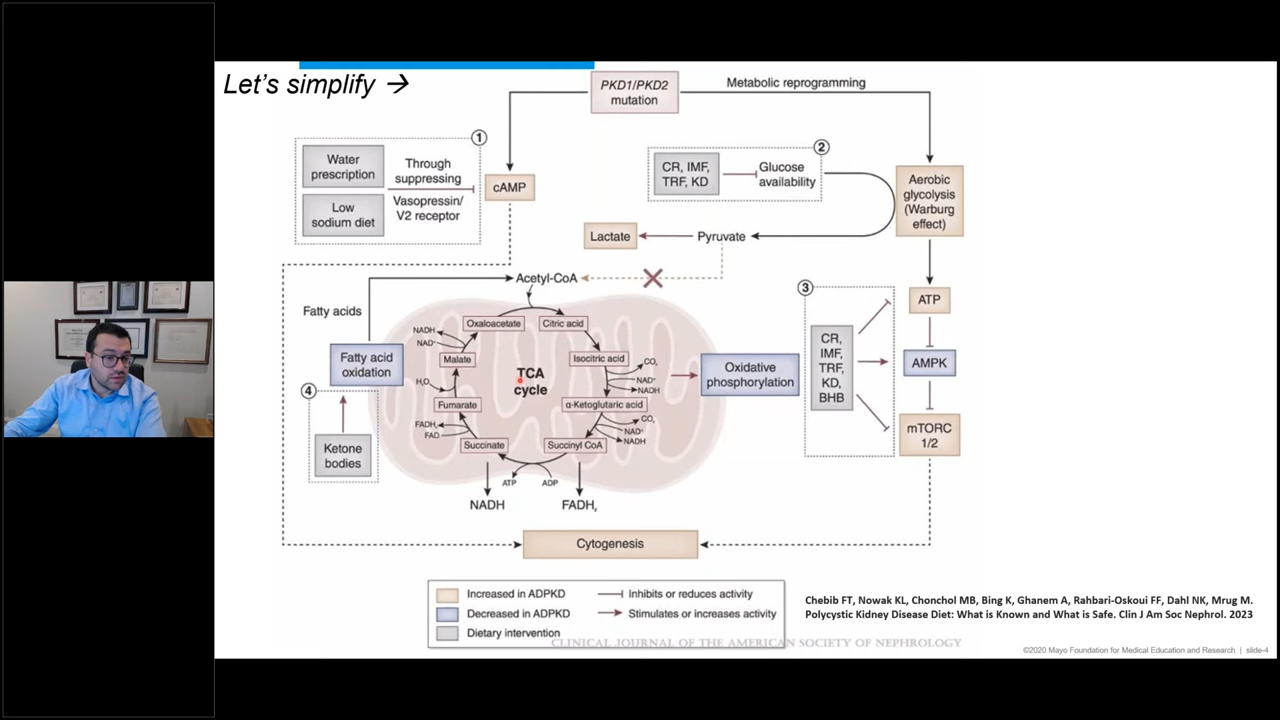 Let's simplify →
PKD1/PKD2
mutation
Metabolic reprogramming
1
Water
prescription
Low
sodium diet
Through
suppressing
Vasopressin/
V2 receptor
cAMP
2
CR, IMF,
TRF, KD
Glucose
availability
Aerobic
glycolysis
(Warburg
effect)
Lactate
Pyruvate
Acetyl-CoA
Fatty acids
Fatty acid
oxidation
4
Ketone
bodies
TCA
cycle
Oxaloacetate
Citric acid
Isocitric acid
CO,
NAD⁺
NADH
α-Ketoglutaric acid
CO,
NAD⁺
NADH
Succinyl CoA
ADP
ATP
Succinate
FADH,
FAD
Fumarate
H,O
Malate
NADH
NAD⁺
NADH
FADH,
Oxidative
phosphorylation
3
CR,
IMF,
TRF,
KD,
BHB
ATP
AMPK
mTORC
1/2
Cytogenesis
Increased in ADPKD
Decreased in ADPKD
Dietary intervention
Inhibits or reduces activity
Stimulates or increases activity
CLINICAL JOURNAL OF THE AMERICAN SOCIETY OF NEPHROLOGY
Chebib FT, Nowak KL, Chonchol MB, Bing K, Ghanem A, Rahbari-Oskoui FF, Dahl NK, Mrug M.
Polycystic Kidney Disease Diet: What is Known and What is Safe. Clin J Am Soc Nephrol. 2023
©2020 Mayo Foundation for Medical Education and Research | slide-4